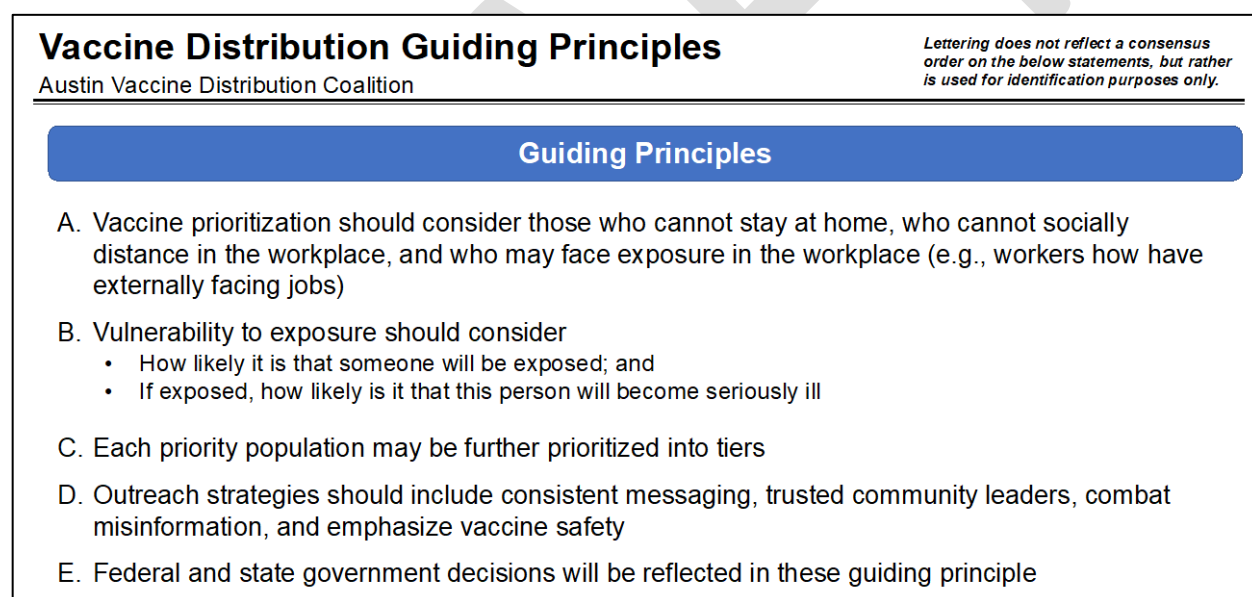 Vaccine Distribution Guiding Principles
Austin Vaccine Distribution Coalition
Lettering does not reflect a consensus
order on the below statements, but rather
is used for identification purposes only.
Guiding Principles
A. Vaccine prioritization should consider those who cannot stay at home, who cannot socially
distance in the workplace, and who may face exposure in the workplace (e.g., workers how have
externally facing jobs)
B. Vulnerability to exposure should consider
• How likely it is that someone will be exposed; and
• If exposed, how likely is it that this person will become seriously ill
C. Each priority population may be further prioritized into tiers
D. Outreach strategies should include consistent messaging, trusted community leaders, combat
misinformation, and emphasize vaccine safety
E. Federal and state government decisions will be reflected in these guiding principle